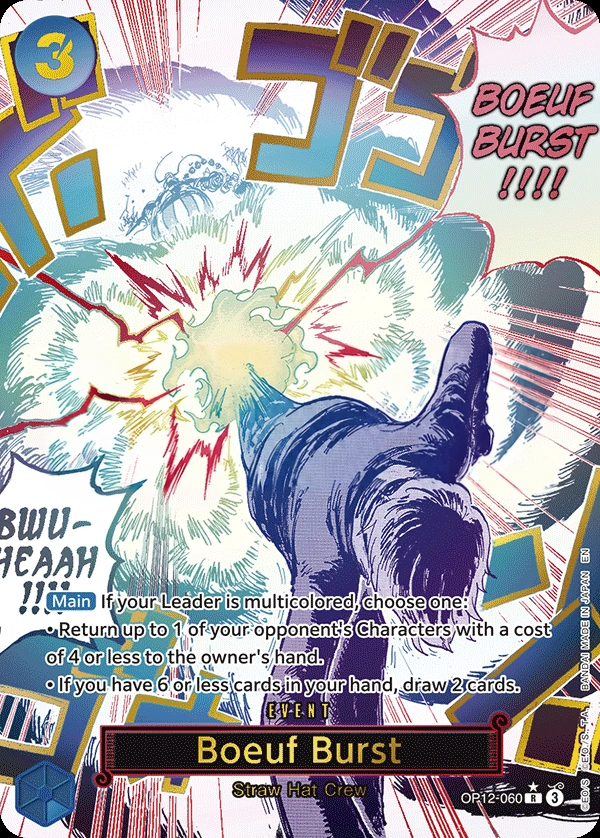 3
ゴゴ
BOEUF
BURST
!!!!
BWU-
HEAAH
!!!!
Main If your Leader is multicolored, choose one:
• Return up to 1 of your opponent's Characters with a cost
of 4 or less to the owner's hand.
• If you have 6 or less cards in your hand, draw 2 cards.
EVENT
Boeuf Burst
Straw Hat Crew
OP12-060 R 3
©E.O/S ©E.O./S.,T.A. BANDAI MADE IN JAPAN EN